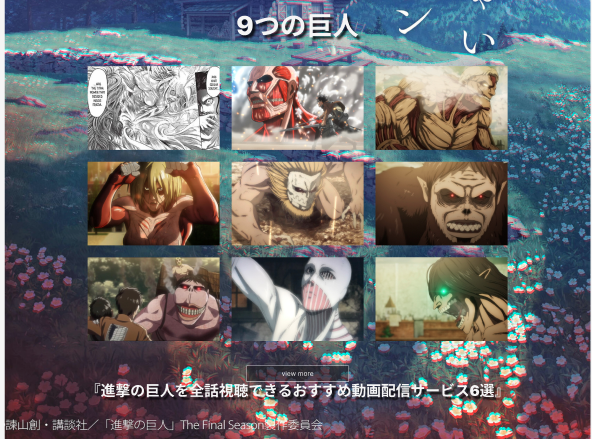 ゃい
ン
9つの巨人
view more
『進撃の巨人を全話視聴できるおすすめ動画配信サービス6選』
諫山創・講談社／「進撃の巨人」The Final Season製作委員会